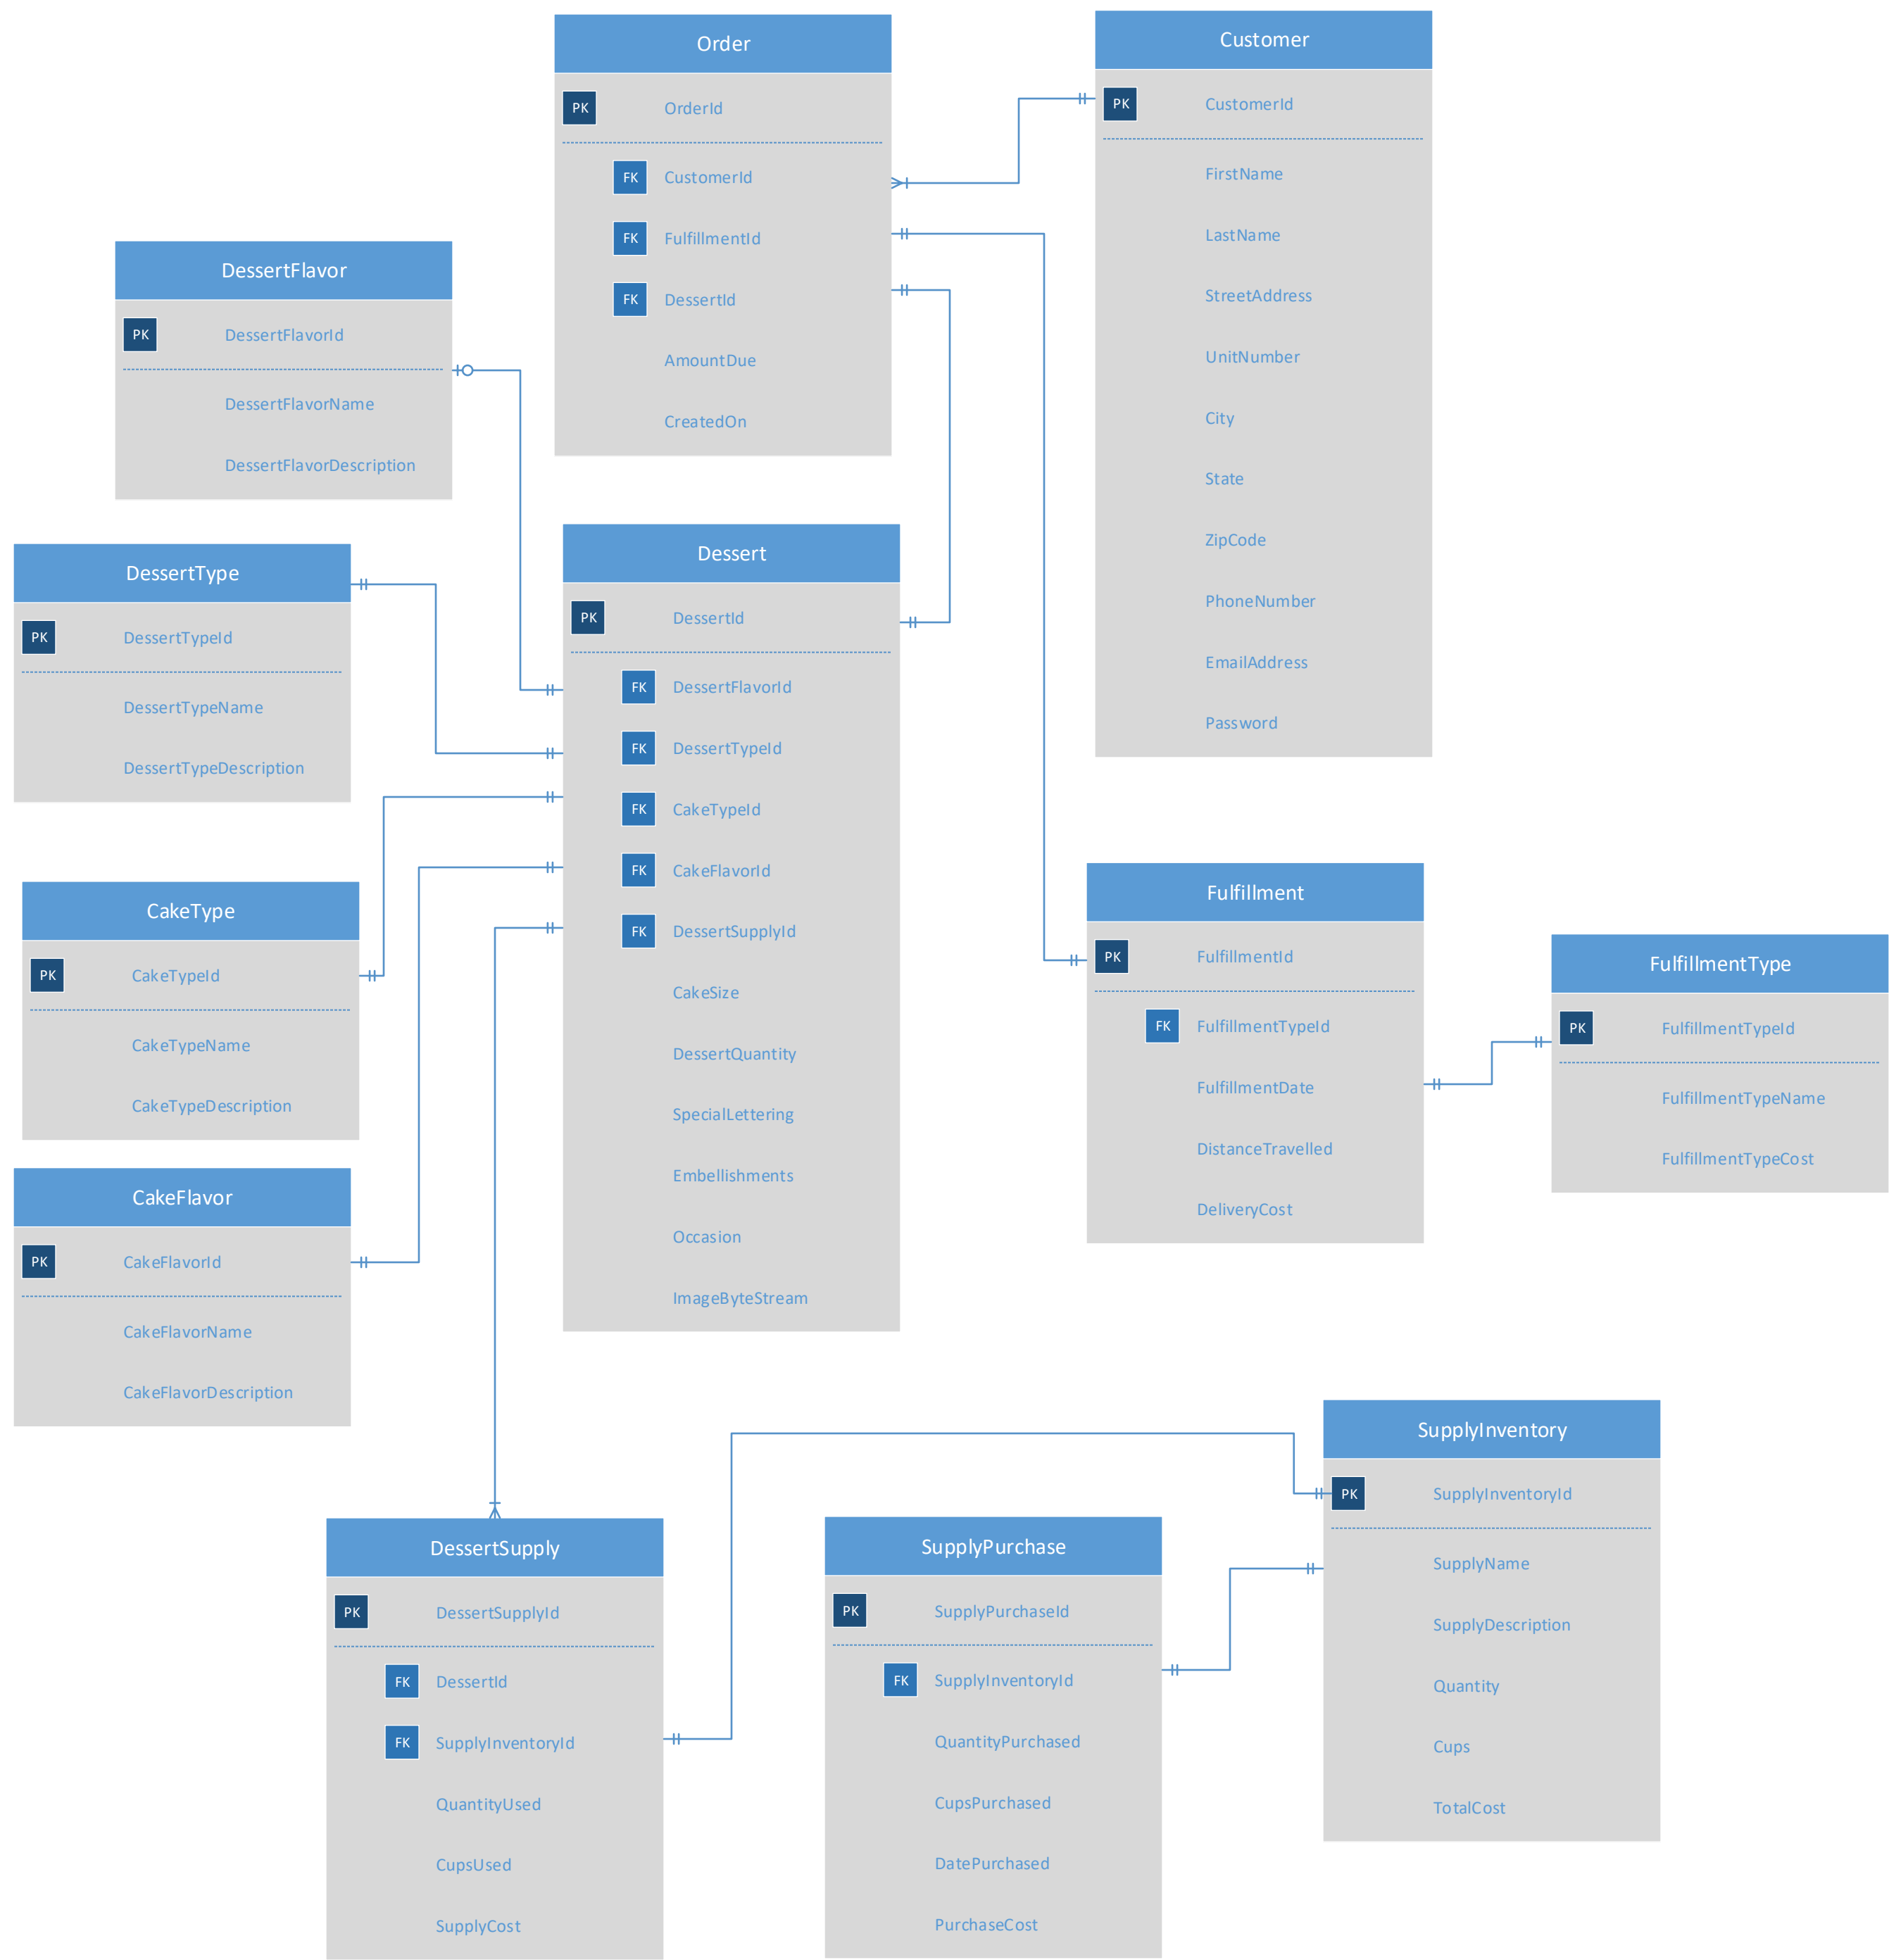 Order
PK OrderId
FK CustomerId
FK FulfillmentId
FK DessertId
AmountDue
CreatedOn
Customer
PK CustomerId
FirstName
LastName
StreetAddress
UnitNumber
City
State
ZipCode
PhoneNumber
EmailAddress
Password
DessertFlavor
PK DessertFlavorId
DessertFlavorName
DessertFlavorDescription
DessertType
PK DessertTypeId
DessertTypeName
DessertTypeDescription
Dessert
PK DessertId
FK DessertFlavorId
FK DessertTypeId
FK CakeTypeId
FK CakeFlavorId
FK DessertSupplyId
CakeSize
DessertQuantity
SpecialLettering
Embellishments
Occasion
ImageByteStream
CakeType
PK CakeTypeId
CakeTypeName
CakeTypeDescription
Fulfillment
PK FulfillmentId
FK FulfillmentTypeId
FulfillmentDate
DistanceTravelled
DeliveryCost
FulfillmentType
PK FulfillmentTypeId
FulfillmentTypeName
FulfillmentTypeCost
CakeFlavor
PK CakeFlavorId
CakeFlavorName
CakeFlavorDescription
DessertSupply
PK DessertSupplyId
FK DessertId
FK SupplyInventoryId
QuantityUsed
CupsUsed
SupplyCost
SupplyPurchase
PK SupplyPurchaseId
FK SupplyInventoryId
QuantityPurchased
CupsPurchased
DatePurchased
PurchaseCost
SupplyInventory
PK SupplyInventoryId
SupplyName
SupplyDescription
Quantity
Cups
TotalCost